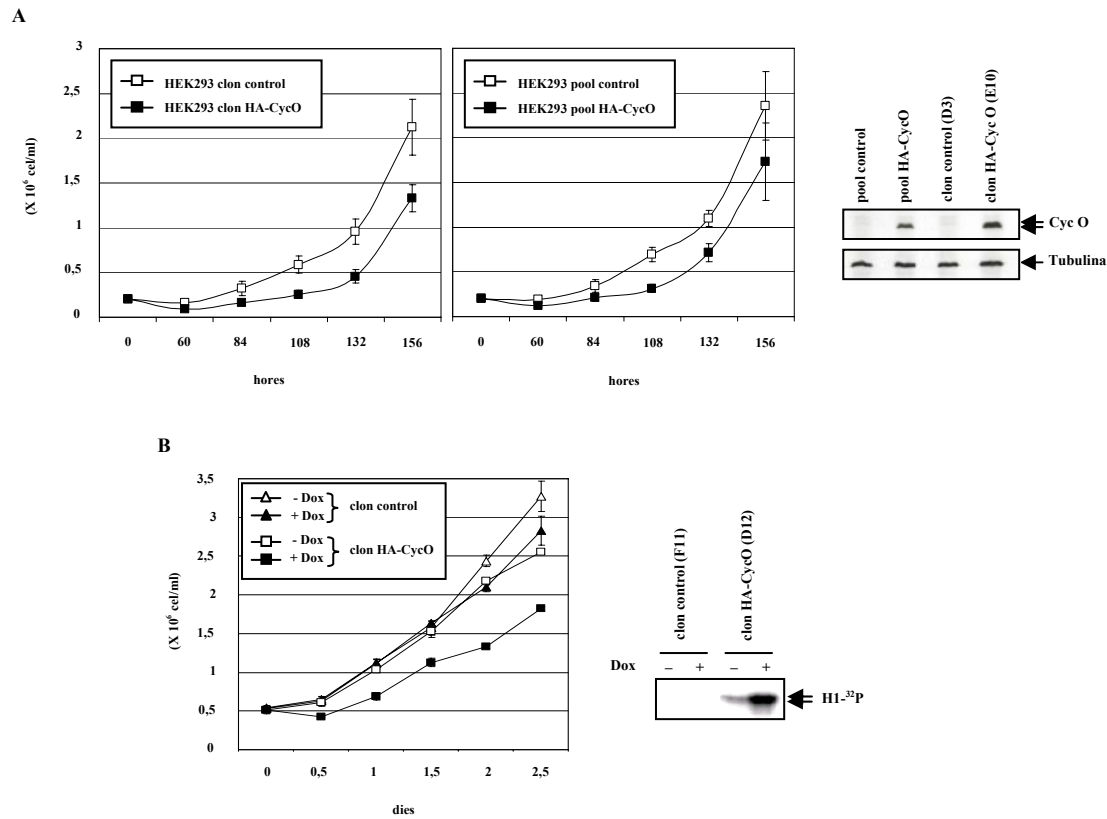 A
3
2,5
2
1,5
1
0,5
0
(X 10⁶ cel/ml)
HEK293 clon control
HEK293 clon HA-CycO
0 60 84 108 132 156
hores
HEK293 pool control
HEK293 pool HA-CycO
0 60 84 108 132 156
hores
pool control
pool HA-CycO
clon control (D3)
clon HA-Cyc O (E10)
Cyc O
Tubulina
B
3,5
3
2,5
2
1,5
1
0,5
0
(X 10⁶ cel/ml)
- Dox
+ Dox
clon control
- Dox
+ Dox
clon HA-CycO
0 0,5 1 1,5 2 2,5
dies
clon control (F11)
clon HA-CycO (D12)
Dox – + – +
H1-³²P